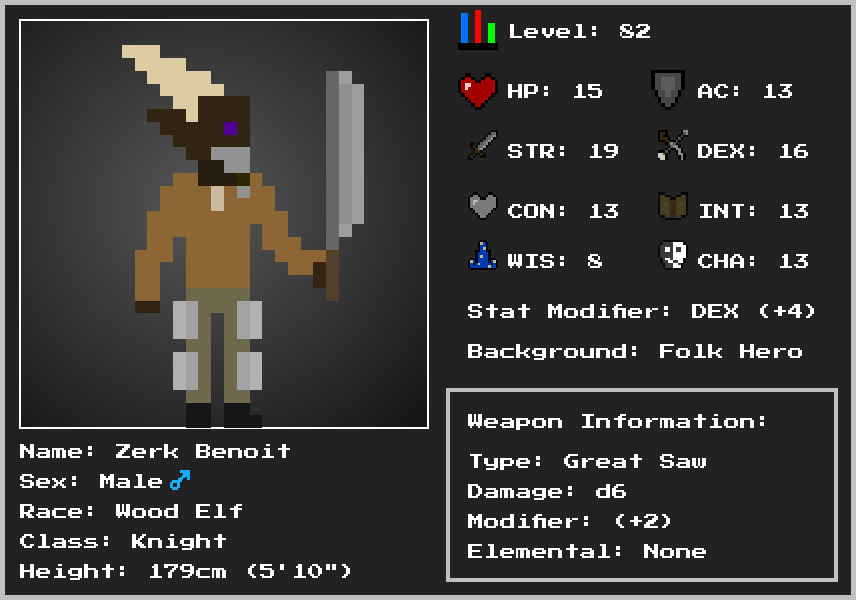 Level: 82
HP: 15 AC: 13
STR: 19 DEX: 16
CON: 13 INT: 13
WIS: 8 CHA: 13
Stat Modifier: DEX (+4)
Background: Folk Hero
Weapon Information:
Type: Great Saw
Damage: d6
Modifier: (+2)
Elemental: None
Name: Zerk Benoit
Sex: Male♂
Race: Wood Elf
Class: Knight
Height: 179cm (5'10")